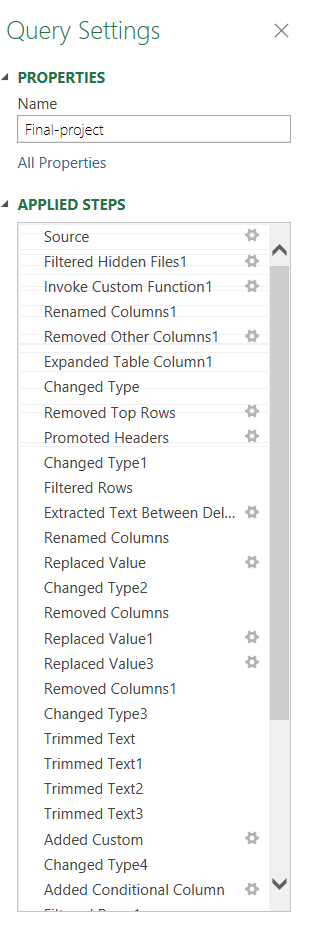 Query Settings
PROPERTIES
Name
Final-project
All Properties
APPLIED STEPS
Source
Filtered Hidden Files1
Invoke Custom Function1
Renamed Columns1
Removed Other Columns1
Expanded Table Column1
Changed Type
Removed Top Rows
Promoted Headers
Changed Type1
Filtered Rows
Extracted Text Between Del...
Renamed Columns
Replaced Value
Changed Type2
Removed Columns
Replaced Value1
Replaced Value3
Removed Columns1
Changed Type3
Trimmed Text
Trimmed Text1
Trimmed Text2
Trimmed Text3
Added Custom
Changed Type4
Added Conditional Column